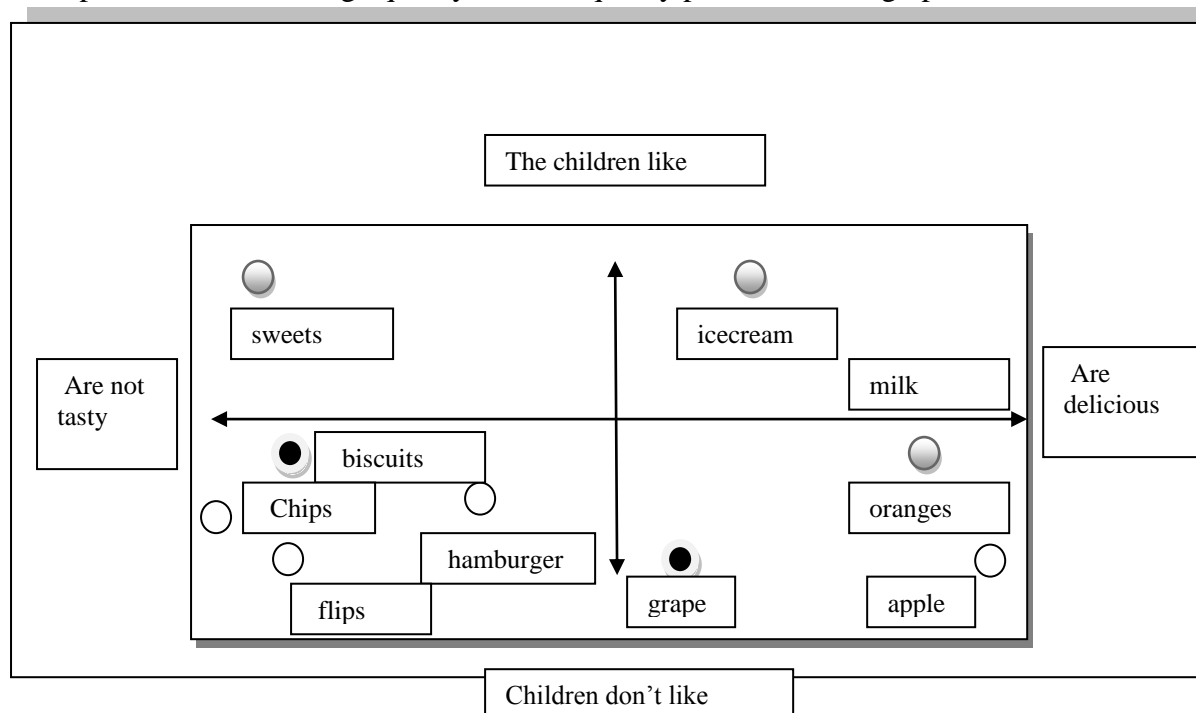 The children like
sweets
icecream
milk
Are not
tasty
Are
delicious
biscuits
Chips
oranges
hamburger
flips
grape
apple
Children don't like